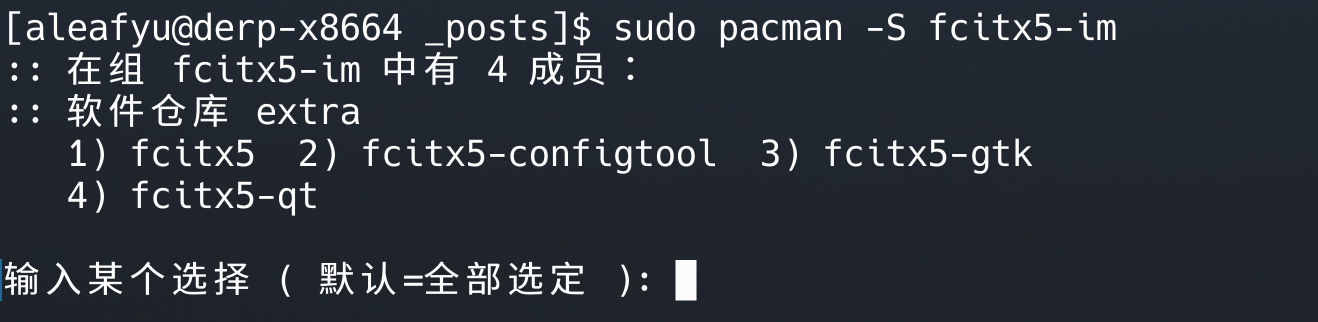 [aleafyu@derp-x8664 _posts]$ sudo pacman -S fcitx5-im
:: 在组 fcitx5-im 中有 4 成员：
:: 软件仓库 extra
   1) fcitx5  2) fcitx5-configtool  3) fcitx5-gtk
   4) fcitx5-qt
输入某个选择 ( 默认=全部选定 ):